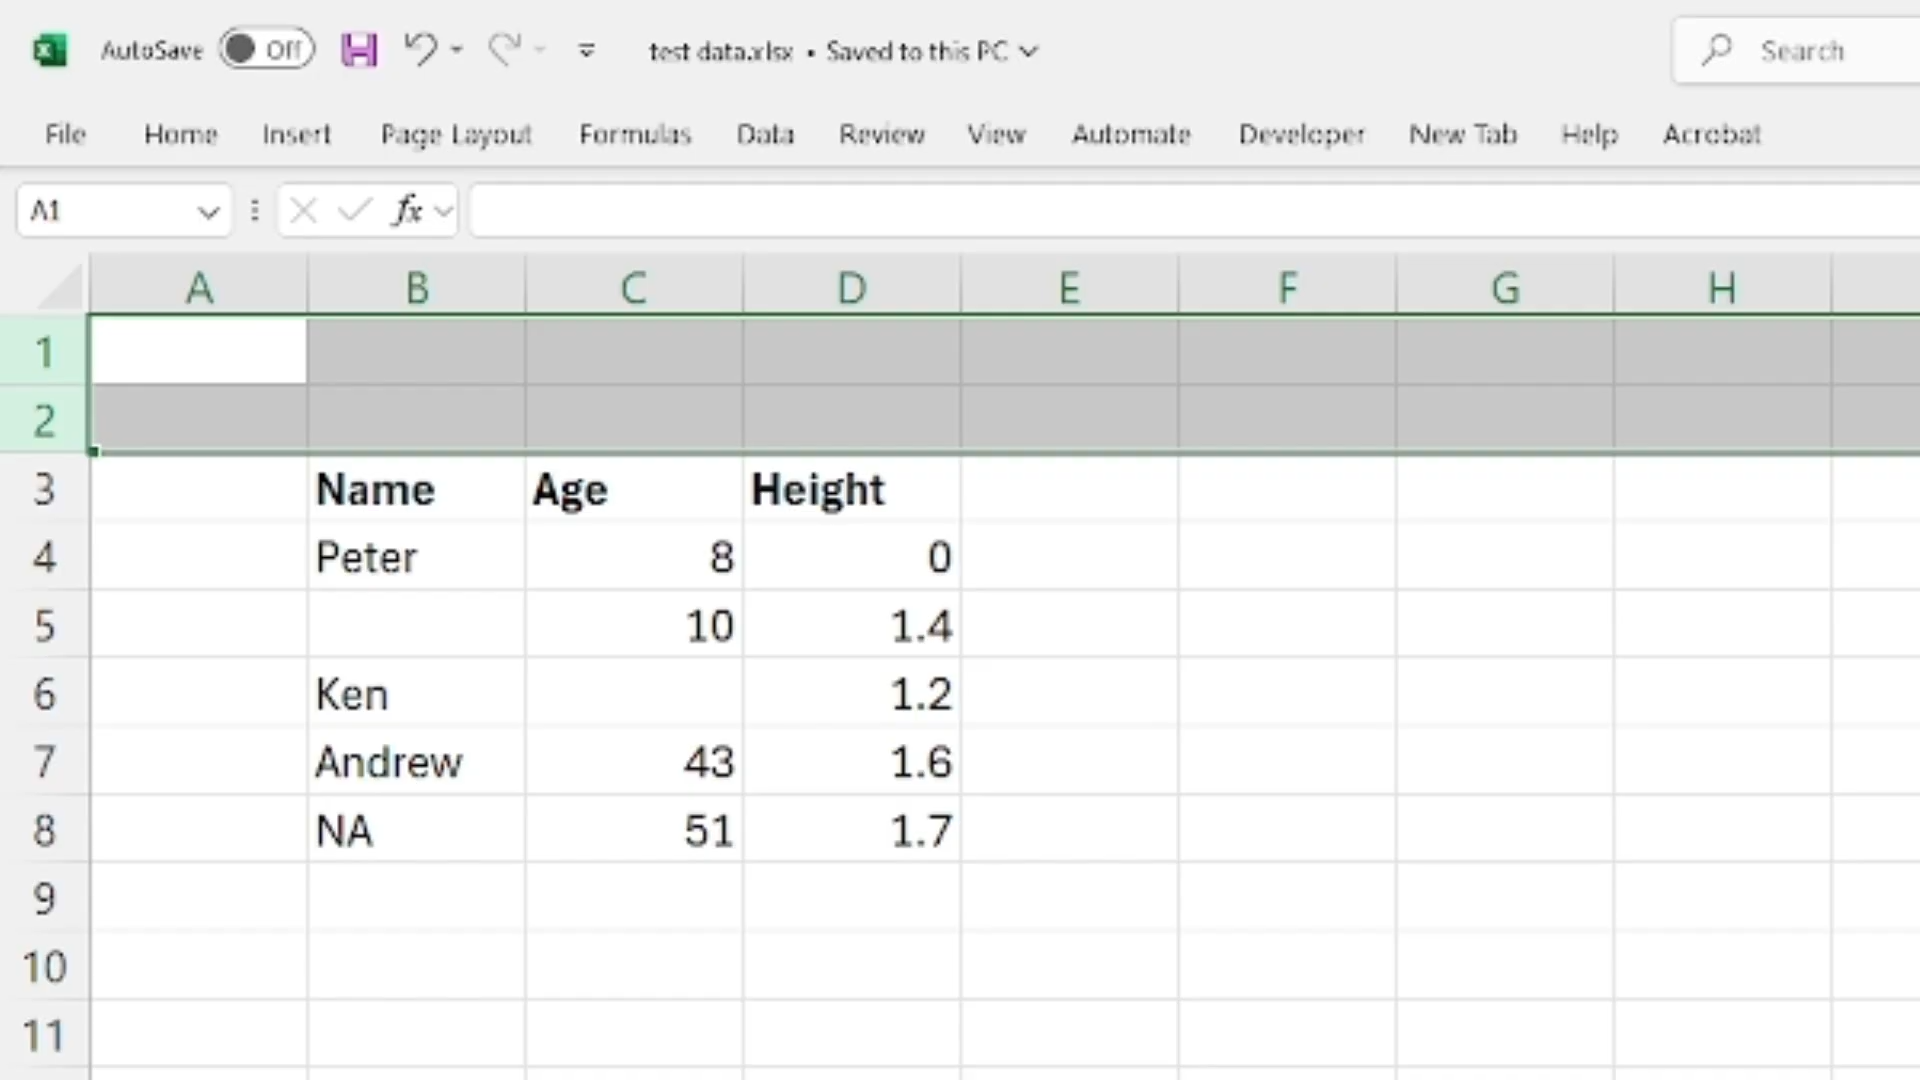 AutoSave Off test data.xlsx • Saved to this PC Search
File Home Insert Page Layout Formulas Data Review View Automate Developer New Tab Help Acrobat
A1 fx
A B C D E F G H
1
2
3 Name Age Height
4 Peter 8 0
5 10 1.4
6 Ken 1.2
7 Andrew 43 1.6
8 NA 51 1.7
9
10
11